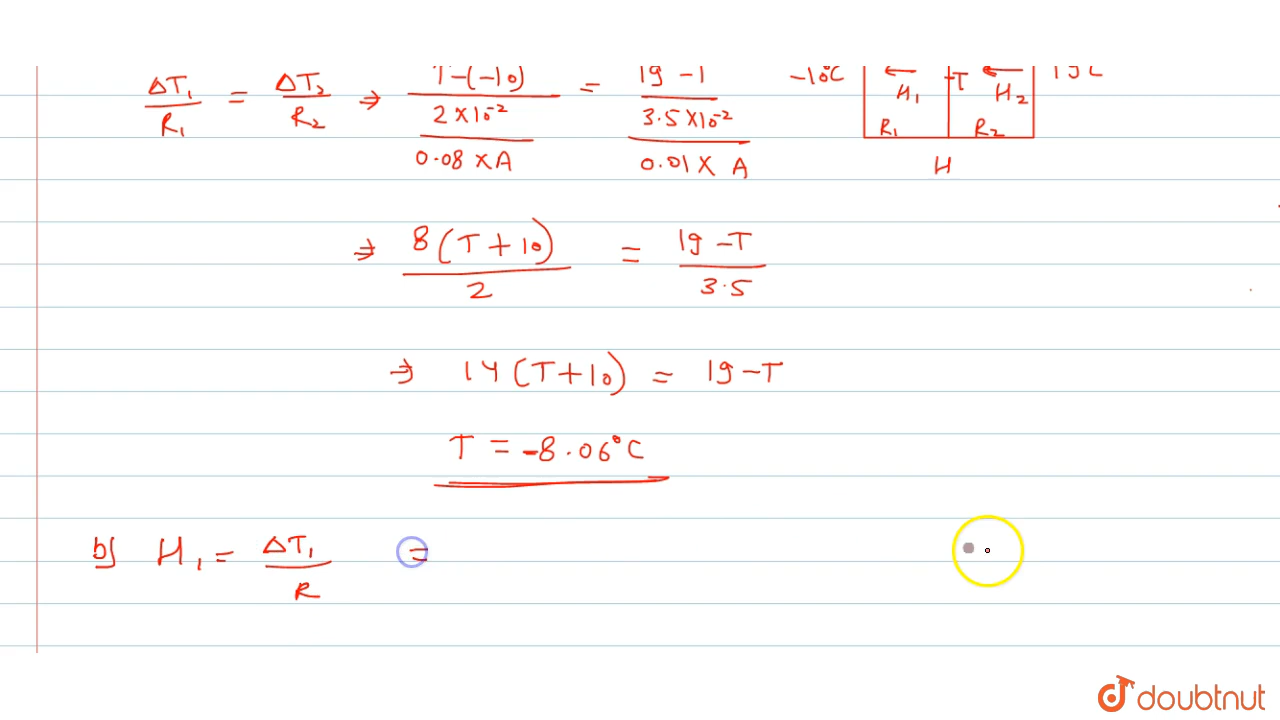 ΔT₁/R₁ = ΔT₂/R₂ ⇒ (T-(-10))/((2×10⁻²)/(0.08×A)) = (19-T)/((3.5×10⁻²)/(0.01×A))
-10°C H₁ T H₂ 19°C
R₁ R₂
H
⇒ 8(T+10)/2 = (19-T)/3.5
⇒ 14(T+10) = 19-T
T = -8.06°C
b) H₁ = ΔT₁/R =
doubtnut